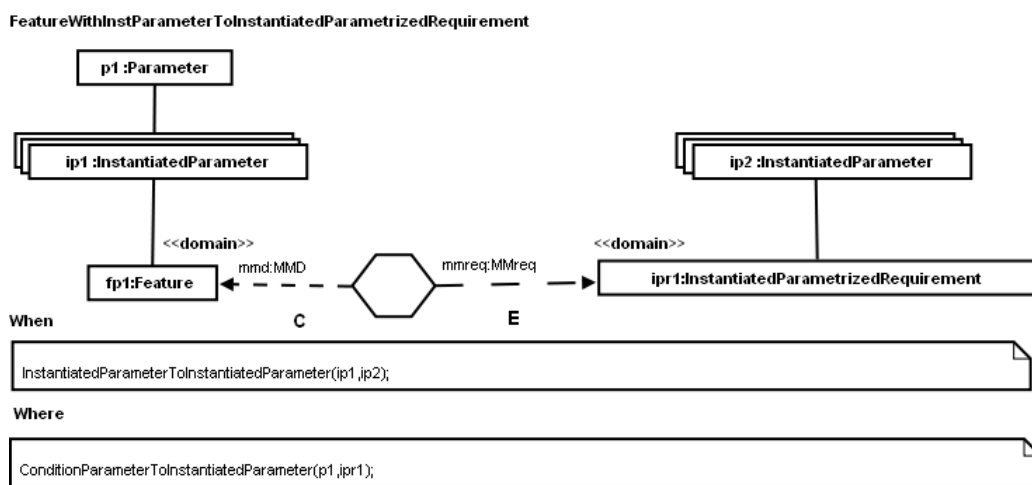 FeatureWithInstParameterToInstantiatedParametrizedRequirement
p1 :Parameter
ip1 :InstantiatedParameter
ip2 :InstantiatedParameter
<<domain>>
<<domain>>
mmd:MMD
mmreq:MMreq
fp1:Feature
ipr1:InstantiatedParametrizedRequirement
C
E
When
InstantiatedParameterToInstantiatedParameter(ip1,ip2);
Where
ConditionParameterToInstantiatedParameter(p1,ipr1);